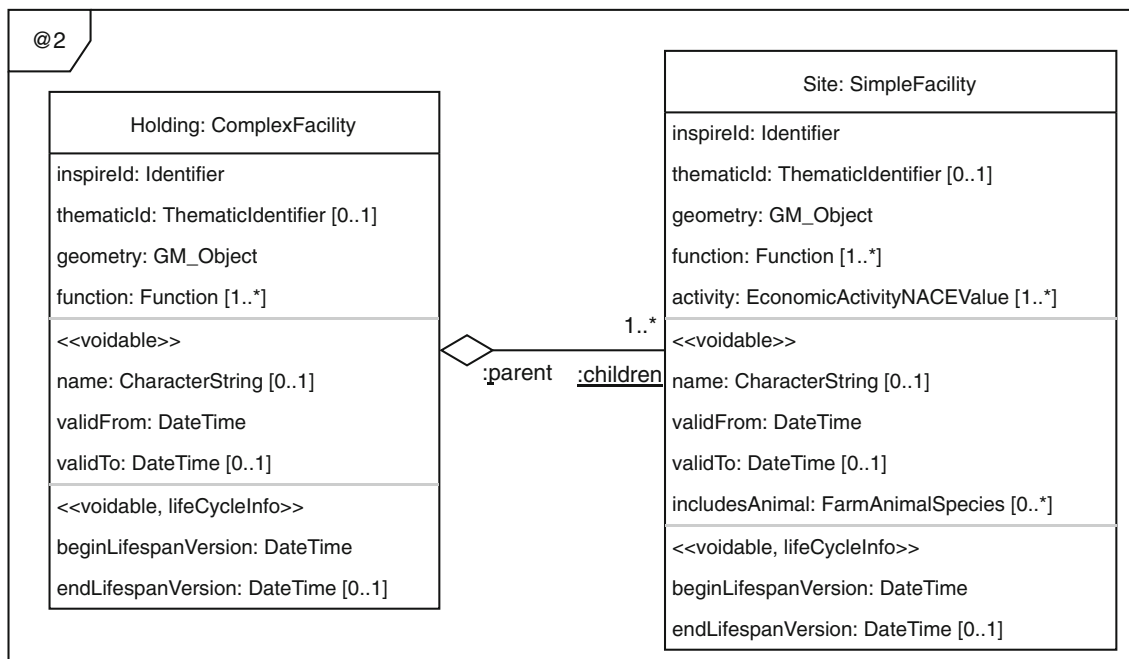 @2
Holding: ComplexFacility
inspireId: Identifier
thematicId: ThematicIdentifier [0..1]
geometry: GM_Object
function: Function [1..*]
<<voidable>>
name: CharacterString [0..1]
validFrom: DateTime
validTo: DateTime [0..1]
<<voidable, lifeCycleInfo>>
beginLifespanVersion: DateTime
endLifespanVersion: DateTime [0..1]
1..*
:parent :children
Site: SimpleFacility
inspireId: Identifier
thematicId: ThematicIdentifier [0..1]
geometry: GM_Object
function: Function [1..*]
activity: EconomicActivityNACEValue [1..*]
<<voidable>>
name: CharacterString [0..1]
validFrom: DateTime
validTo: DateTime [0..1]
includesAnimal: FarmAnimalSpecies [0..*]
<<voidable, lifeCycleInfo>>
beginLifespanVersion: DateTime
endLifespanVersion: DateTime [0..1]